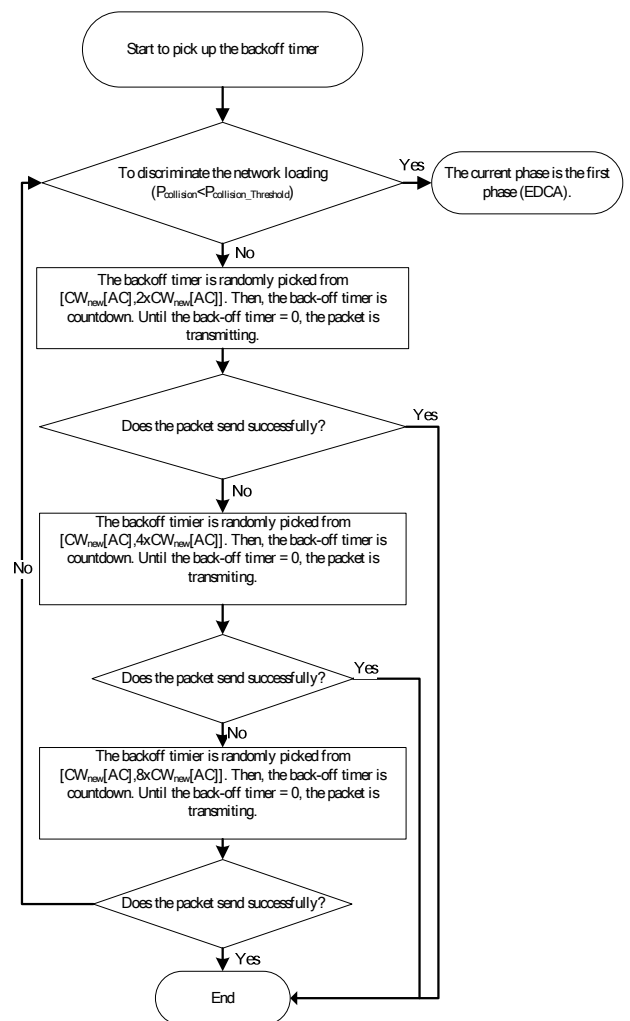 Start to pick up the backoff timer
To discriminate the network loading
(Pcollision<Pcollision_Threshold)
Yes
The current phase is the first
phase (EDCA).
No
The backoff timer is randomly picked from
[CWnew[AC],2xCWnew[AC]]. Then, the back-off timer is
countdown. Until the back-off timer = 0, the packet is
transmitting.
Does the packet send successfully?
Yes
No
The backoff timier is randomly picked from
[CWnew[AC],4xCWnew[AC]]. Then, the back-off timer is
countdown. Until the back-off timer = 0, the packet is
transmiting.
No
Does the packet send successfully?
Yes
No
The backoff timier is randomly picked from
[CWnew[AC],8xCWnew[AC]]. Then, the back-off timer is
countdown. Until the back-off timer = 0, the packet is
transmiting.
Does the packet send successfully?
Yes
End